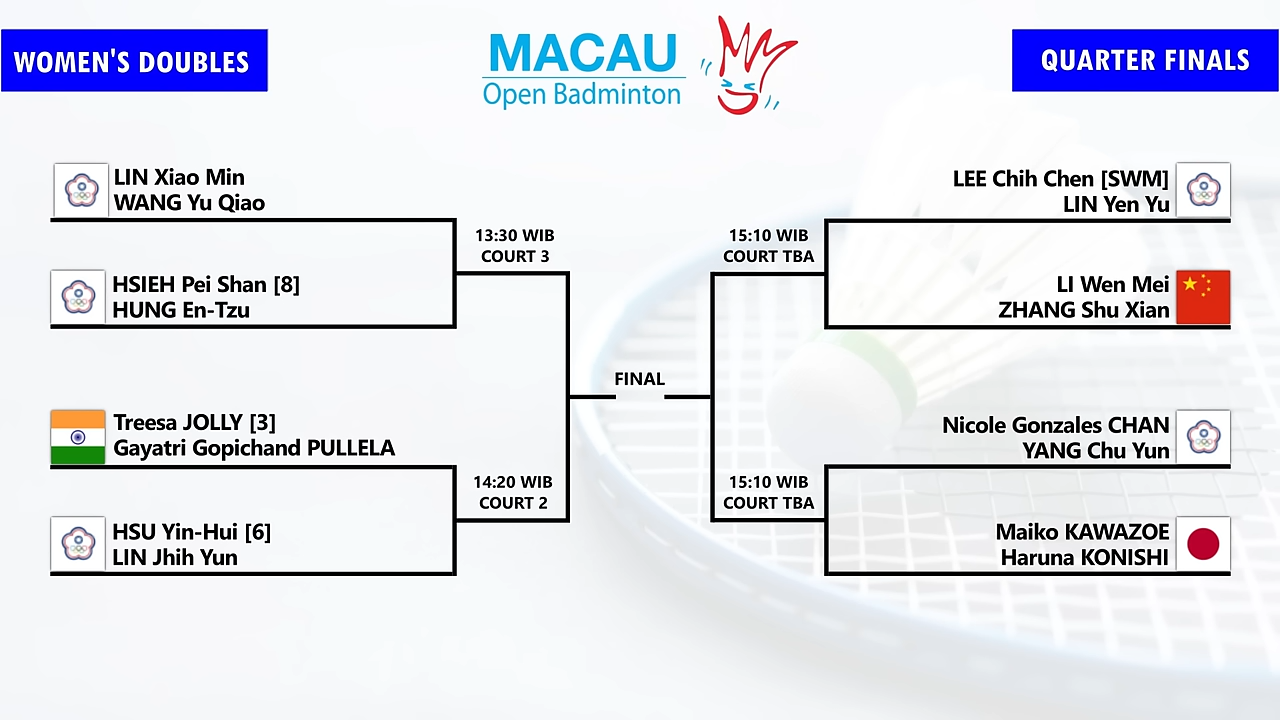 WOMEN'S DOUBLES
MACAU
Open Badminton
QUARTER FINALS
LIN Xiao Min
WANG Yu Qiao
HSIEH Pei Shan [8]
HUNG En-Tzu
13:30 WIB
COURT 3
Treesa JOLLY [3]
Gayatri Gopichand PULLELA
HSU Yin-Hui [6]
LIN Jhih Yun
14:20 WIB
COURT 2
FINAL
LEE Chih Chen [SWM]
LIN Yen Yu
LI Wen Mei
ZHANG Shu Xian
15:10 WIB
COURT TBA
Nicole Gonzales CHAN
YANG Chu Yun
Maiko KAWAZOE
Haruna KONISHI
15:10 WIB
COURT TBA